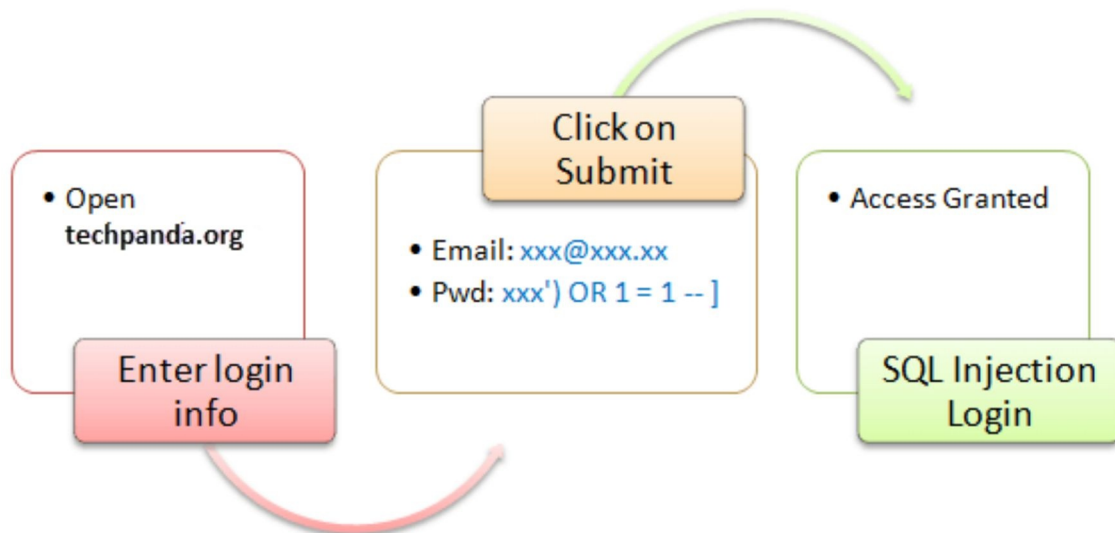 • Open
techpanda.org
Enter login
info
Click on
Submit
• Email: xxx@xxx.xx
• Pwd: xxx') OR 1 = 1 -- ]
• Access Granted
SQL Injection
Login